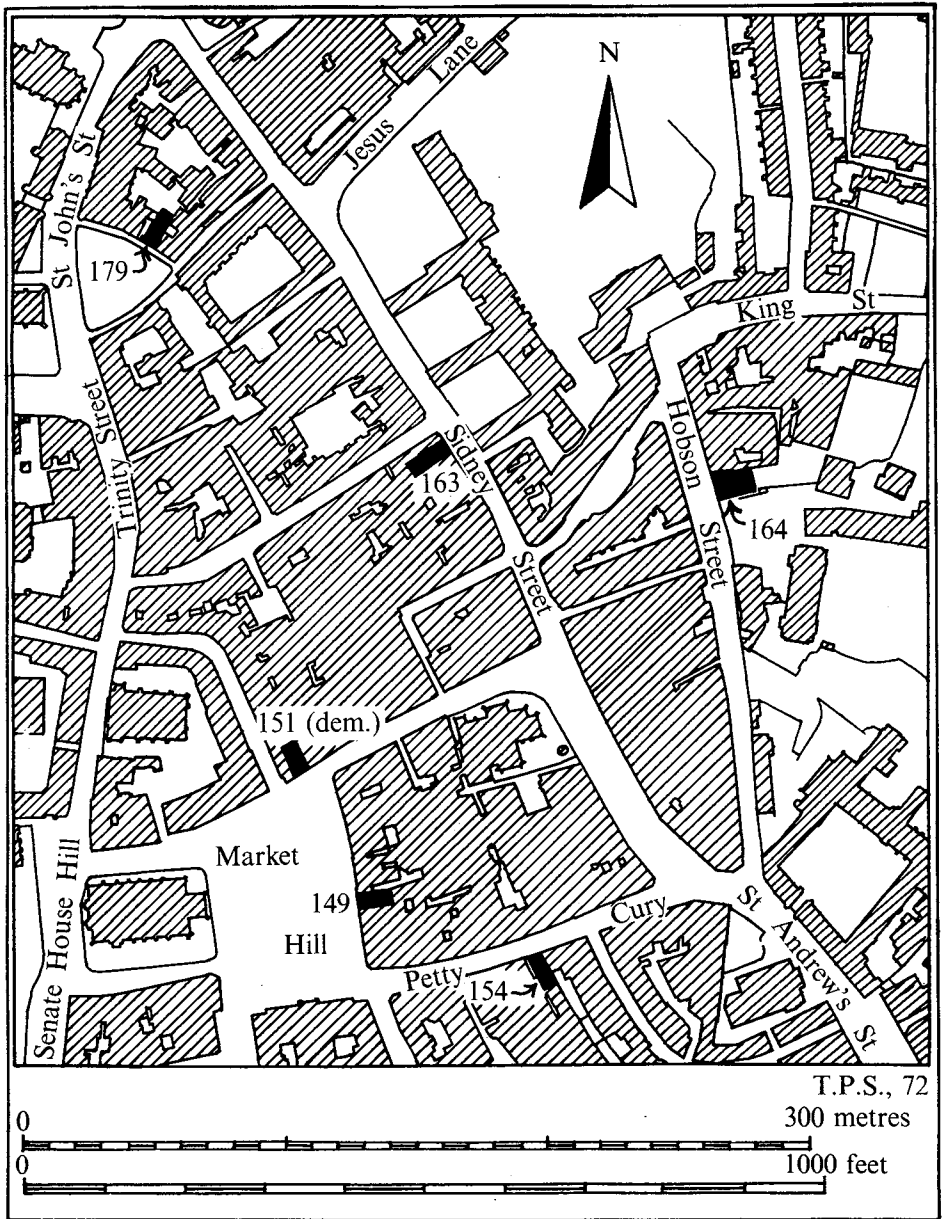 Jesus Lane
N
St John's St
179
King St
Trinity Street
Hobson Street
Sidney Street
163
164
151 (dem.)
Market Hill
149
Senate House Hill
Petty Cury
154
St Andrew's St
T.P.S., 72
0 300 metres
0 1000 feet